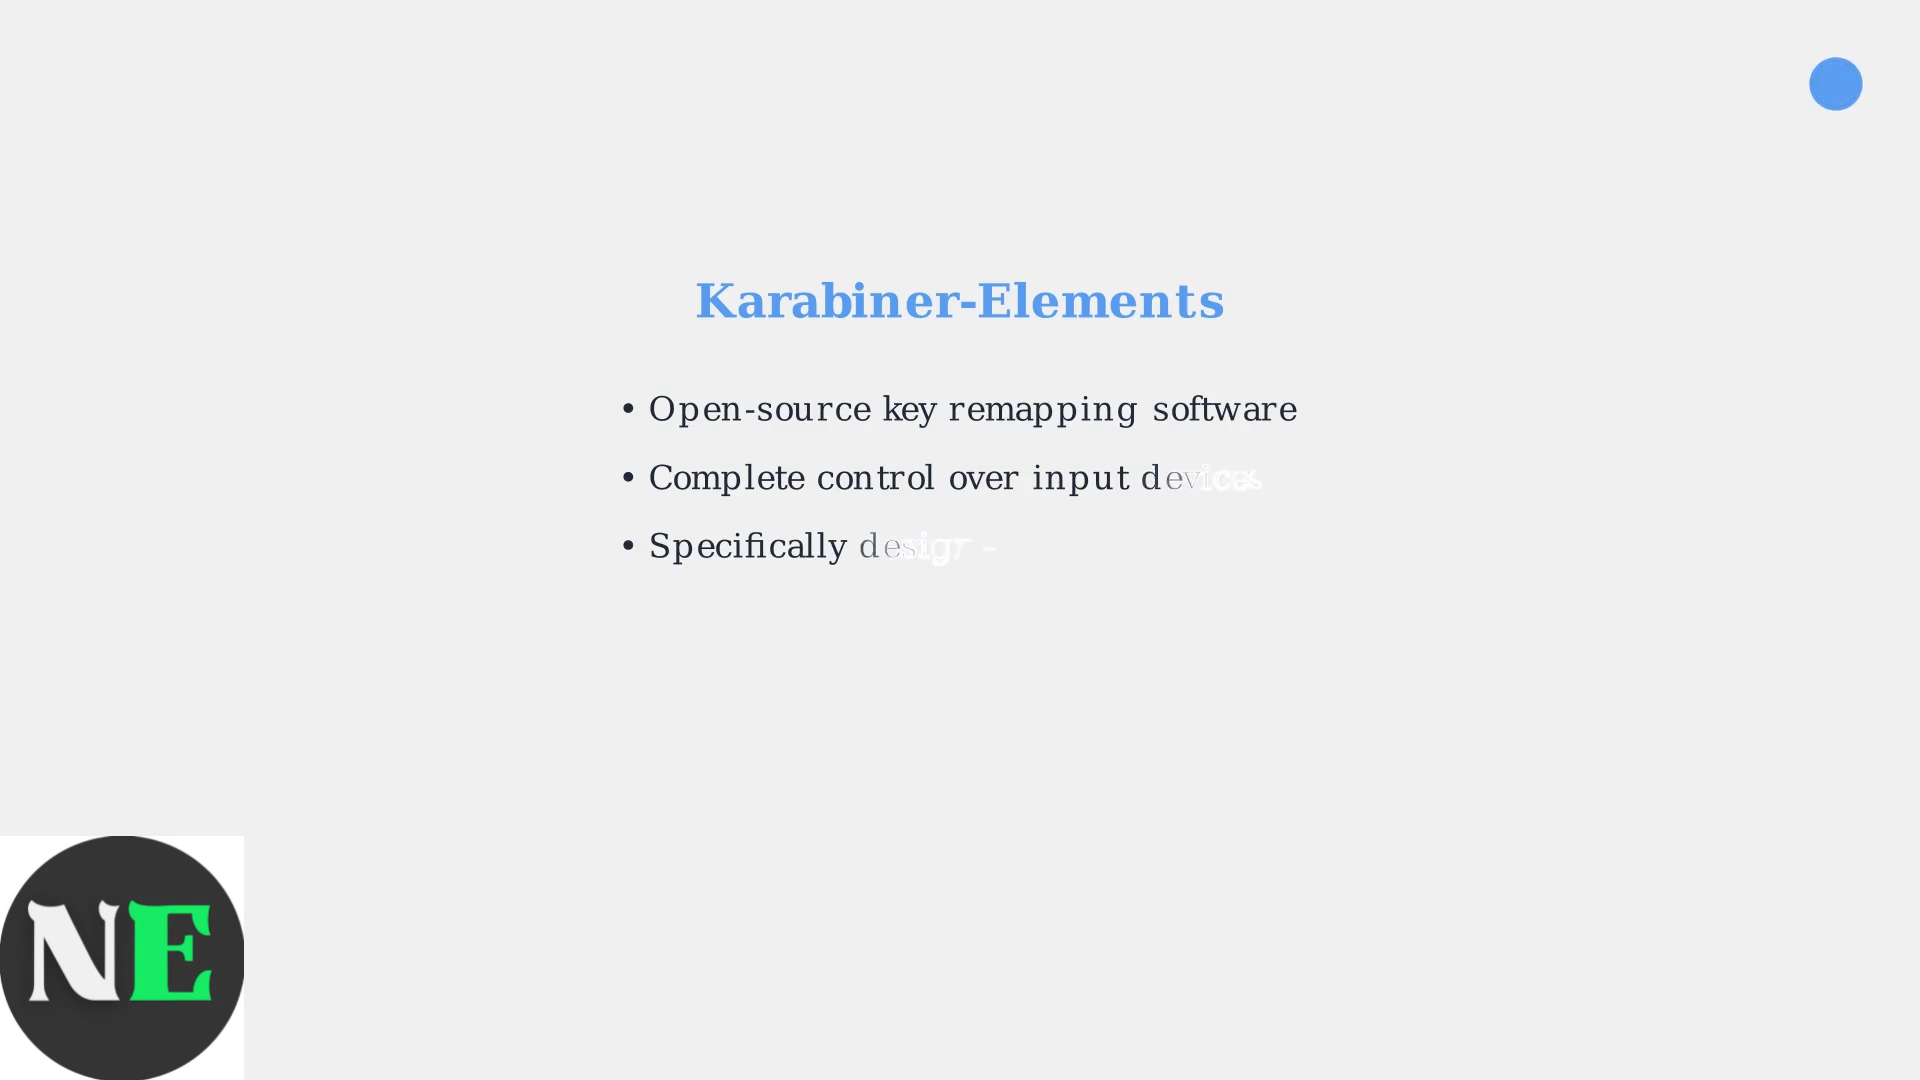 Karabiner-Elements
• Open-source key remapping software
• Complete control over input devices
• Specifically
NE